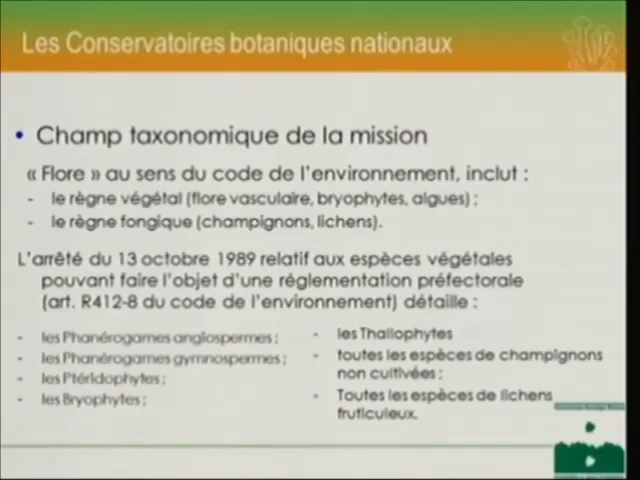 Les Conservatoires botaniques nationaux
• Champ taxonomique de la mission
« Flore » au sens du code de l'environnement, inclut :
- le règne végétal (flore vasculaire, bryophytes, algues) ;
- le règne fongique (champignons, lichens).
L'arrêté du 13 octobre 1989 relatif aux espèces végétales
pouvant faire l'objet d'une réglementation préfectorale
(art. R412-8 du code de l'environnement) détaille :
- les Phanérogames angiospermes ;
- les Phanérogames gymnospermes ;
- les Ptéridophytes ;
- les Bryophytes ;
- les Thallophytes
- toutes les espèces de champignons
non cultivées ;
- Toutes les espèces de lichens
fruticuleux.